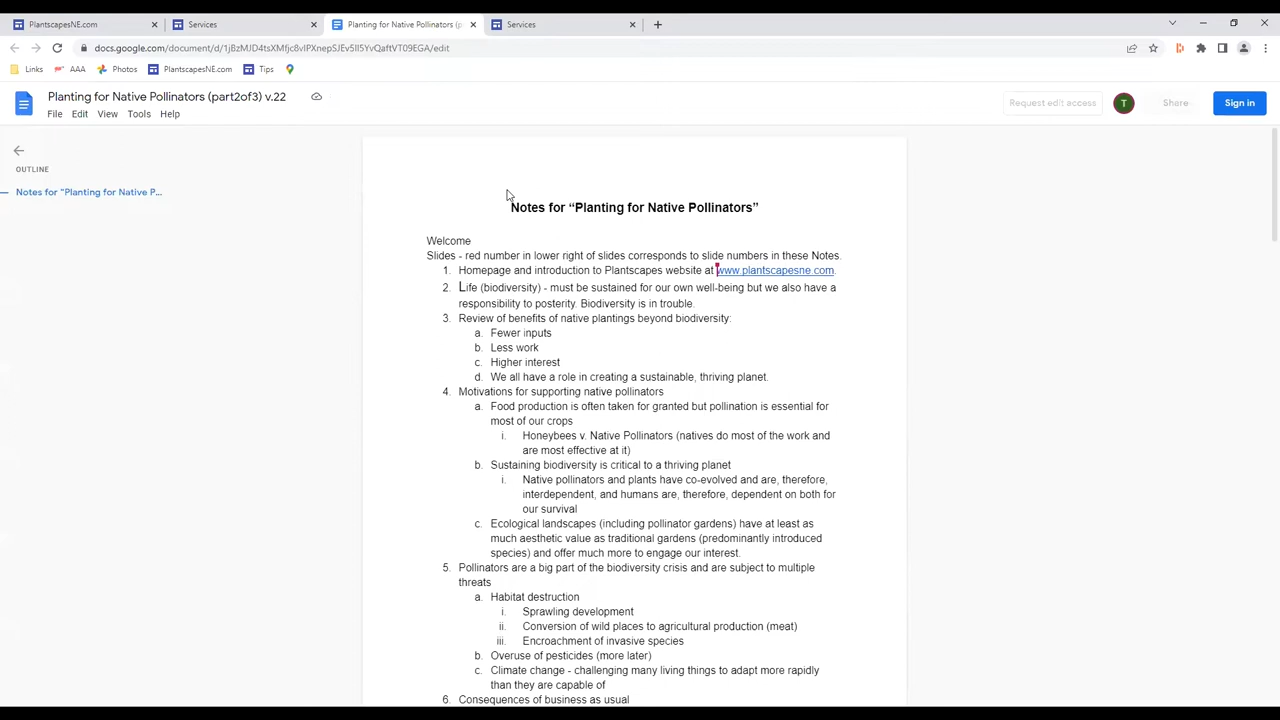 PlantscapesNE.com
Services
Planting for Native Pollinators (p
Services
docs.google.com/document/d/1jBzMJD4tsXMfjc8vIPXnepSJEv5II5YvQaftVT09EGA/edit
Links
AAA
Photos
PlantscapesNE.com
Tips
Planting for Native Pollinators (part2of3) v.22
File Edit View Tools Help
Request edit access
T
Share
Sign in
OUTLINE
Notes for "Planting for Native P...
Notes for “Planting for Native Pollinators”
Welcome
Slides - red number in lower right of slides corresponds to slide numbers in these Notes.
1. Homepage and introduction to Plantscapes website at www.plantscapesne.com.
2. Life (biodiversity) - must be sustained for our own well-being but we also have a
responsibility to posterity. Biodiversity is in trouble.
3. Review of benefits of native plantings beyond biodiversity:
a. Fewer inputs
b. Less work
c. Higher interest
d. We all have a role in creating a sustainable, thriving planet.
4. Motivations for supporting native pollinators
a. Food production is often taken for granted but pollination is essential for
most of our crops
i. Honeybees v. Native Pollinators (natives do most of the work and
are most effective at it)
b. Sustaining biodiversity is critical to a thriving planet
i. Native pollinators and plants have co-evolved and are, therefore,
interdependent, and humans are, therefore, dependent on both for
our survival
c. Ecological landscapes (including pollinator gardens) have at least as
much aesthetic value as traditional gardens (predominantly introduced
species) and offer much more to engage our interest.
5. Pollinators are a big part of the biodiversity crisis and are subject to multiple
threats
a. Habitat destruction
i. Sprawling development
ii. Conversion of wild places to agricultural production (meat)
iii. Encroachment of invasive species
b. Overuse of pesticides (more later)
c. Climate change - challenging many living things to adapt more rapidly
than they are capable of
6. Consequences of business as usual